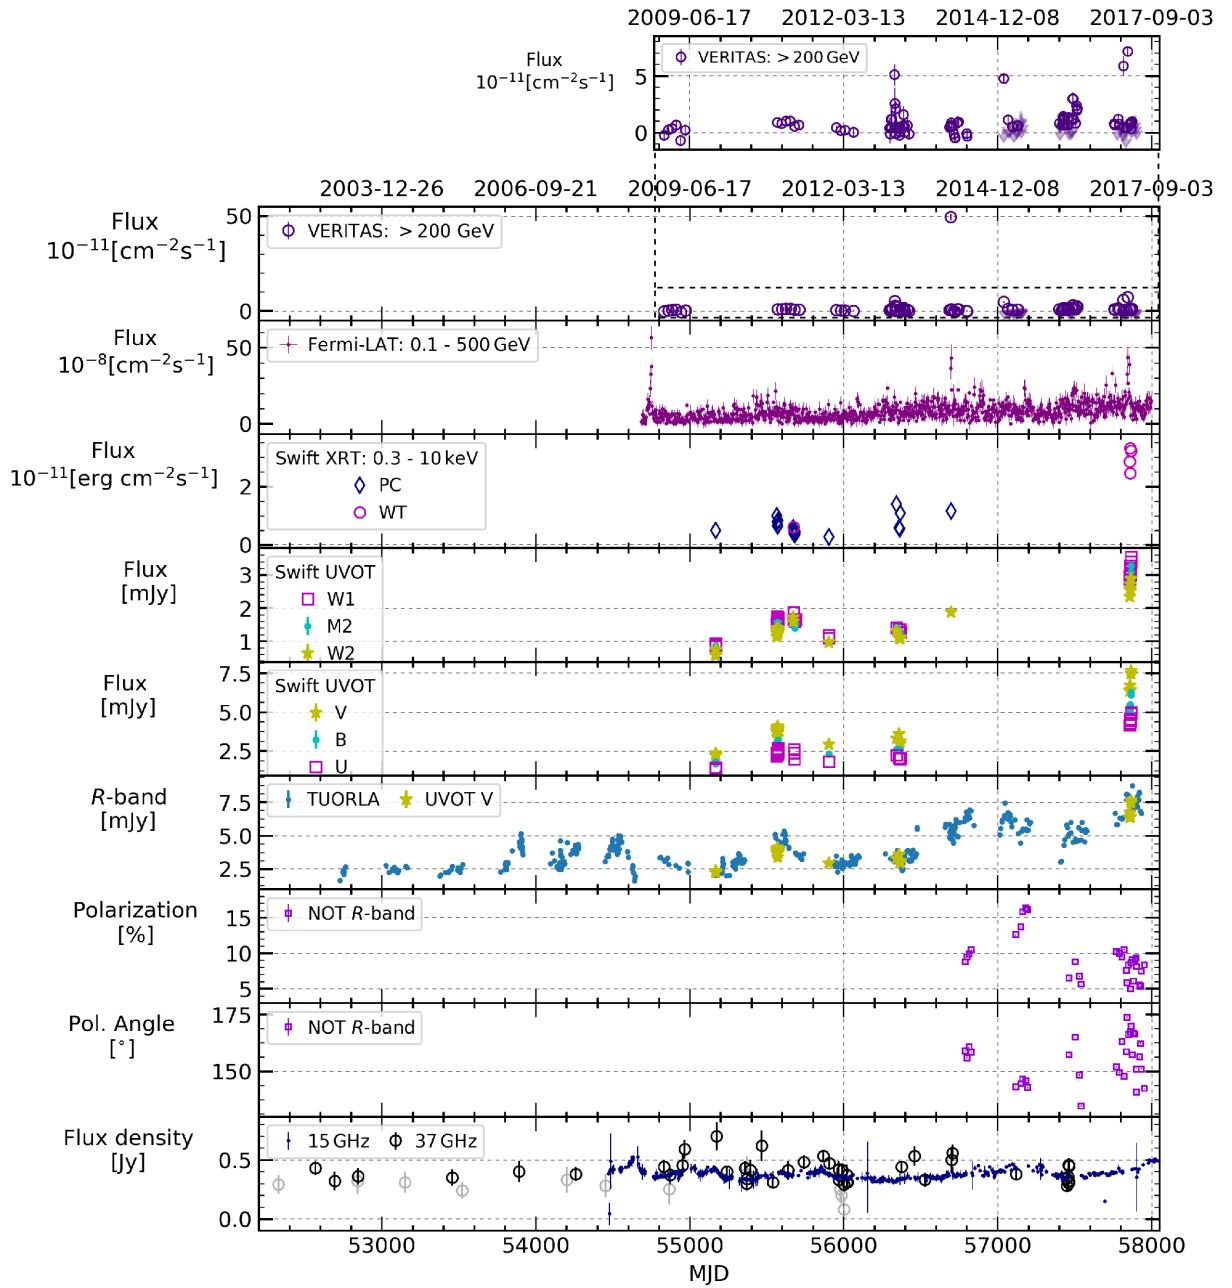 2009-06-17 2012-03-13 2014-12-08 2017-09-03
Flux
10⁻¹¹[cm⁻²s⁻¹]
VERITAS: > 200 GeV
5
0
2003-12-26 2006-09-21 2009-06-17 2012-03-13 2014-12-08 2017-09-03
Flux
10⁻¹¹[cm⁻²s⁻¹]
50
VERITAS: > 200 GeV
0
Flux
10⁻⁸[cm⁻²s⁻¹]
50
Fermi-LAT: 0.1 - 500 GeV
0
Flux
10⁻¹¹[erg cm⁻²s⁻¹]
Swift XRT: 0.3 - 10 keV
PC
WT
2
0
Flux
[mJy]
Swift UVOT
W1
M2
W2
3
2
1
Flux
[mJy]
Swift UVOT
V
B
U
7.5
5.0
2.5
R-band
[mJy]
TUORLA UVOT V
7.5
5.0
2.5
Polarization
[%]
NOT R-band
15
10
5
Pol. Angle
[°]
NOT R-band
175
150
Flux density
[Jy]
15 GHz 37 GHz
0.5
0.0
53000 54000 55000 56000 57000 58000
MJD